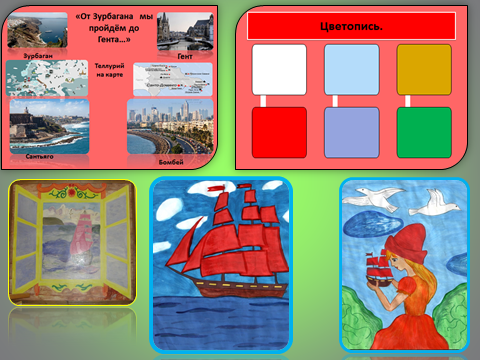 «От Зурбагана мы
пройдём до
Гента...»
Зурбаган
Гент
Теллурий
на карте
Сантьяго
Бомбей
Цветопись.